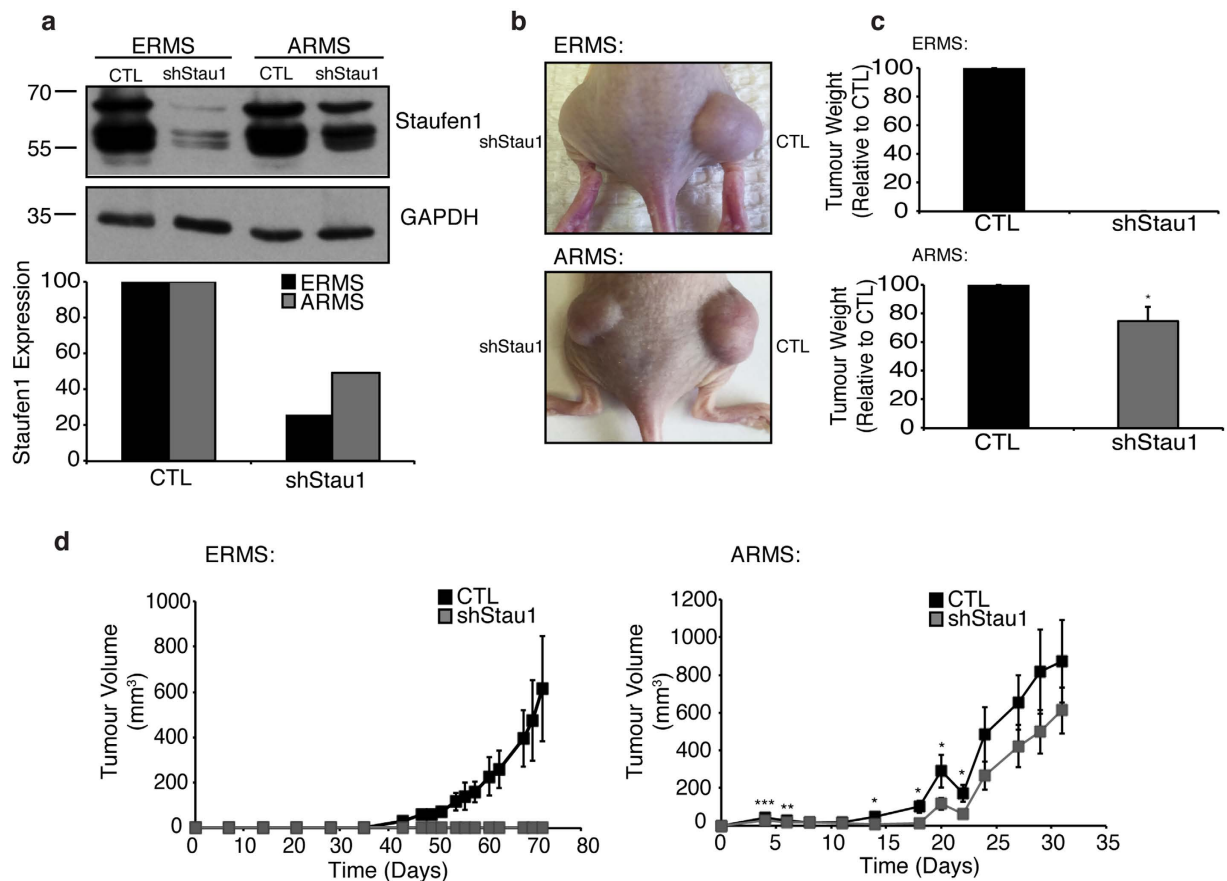 a
ERMS ARMS
CTL shStau1 CTL shStau1
70
55
Staufen1
35
GAPDH
Staufen1 Expression
100
80
60
40
20
0
ERMS
ARMS
CTL shStau1
b
ERMS:
shStau1 CTL
ARMS:
shStau1 CTL
c
ERMS:
Tumour Weight
(Relative to CTL)
100
80
60
40
20
0
CTL shStau1
ARMS:
Tumour Weight
(Relative to CTL)
100
80
60
40
20
0
*
CTL shStau1
d
ERMS:
Tumour Volume
(mm³)
1000
800
600
400
200
0
CTL
shStau1
0 10 20 30 40 50 60 70 80
Time (Days)
ARMS:
Tumour Volume
(mm³)
1200
1000
800
600
400
200
0
CTL
shStau1
*** ** * * * *
0 5 10 15 20 25 30 35
Time (Days)